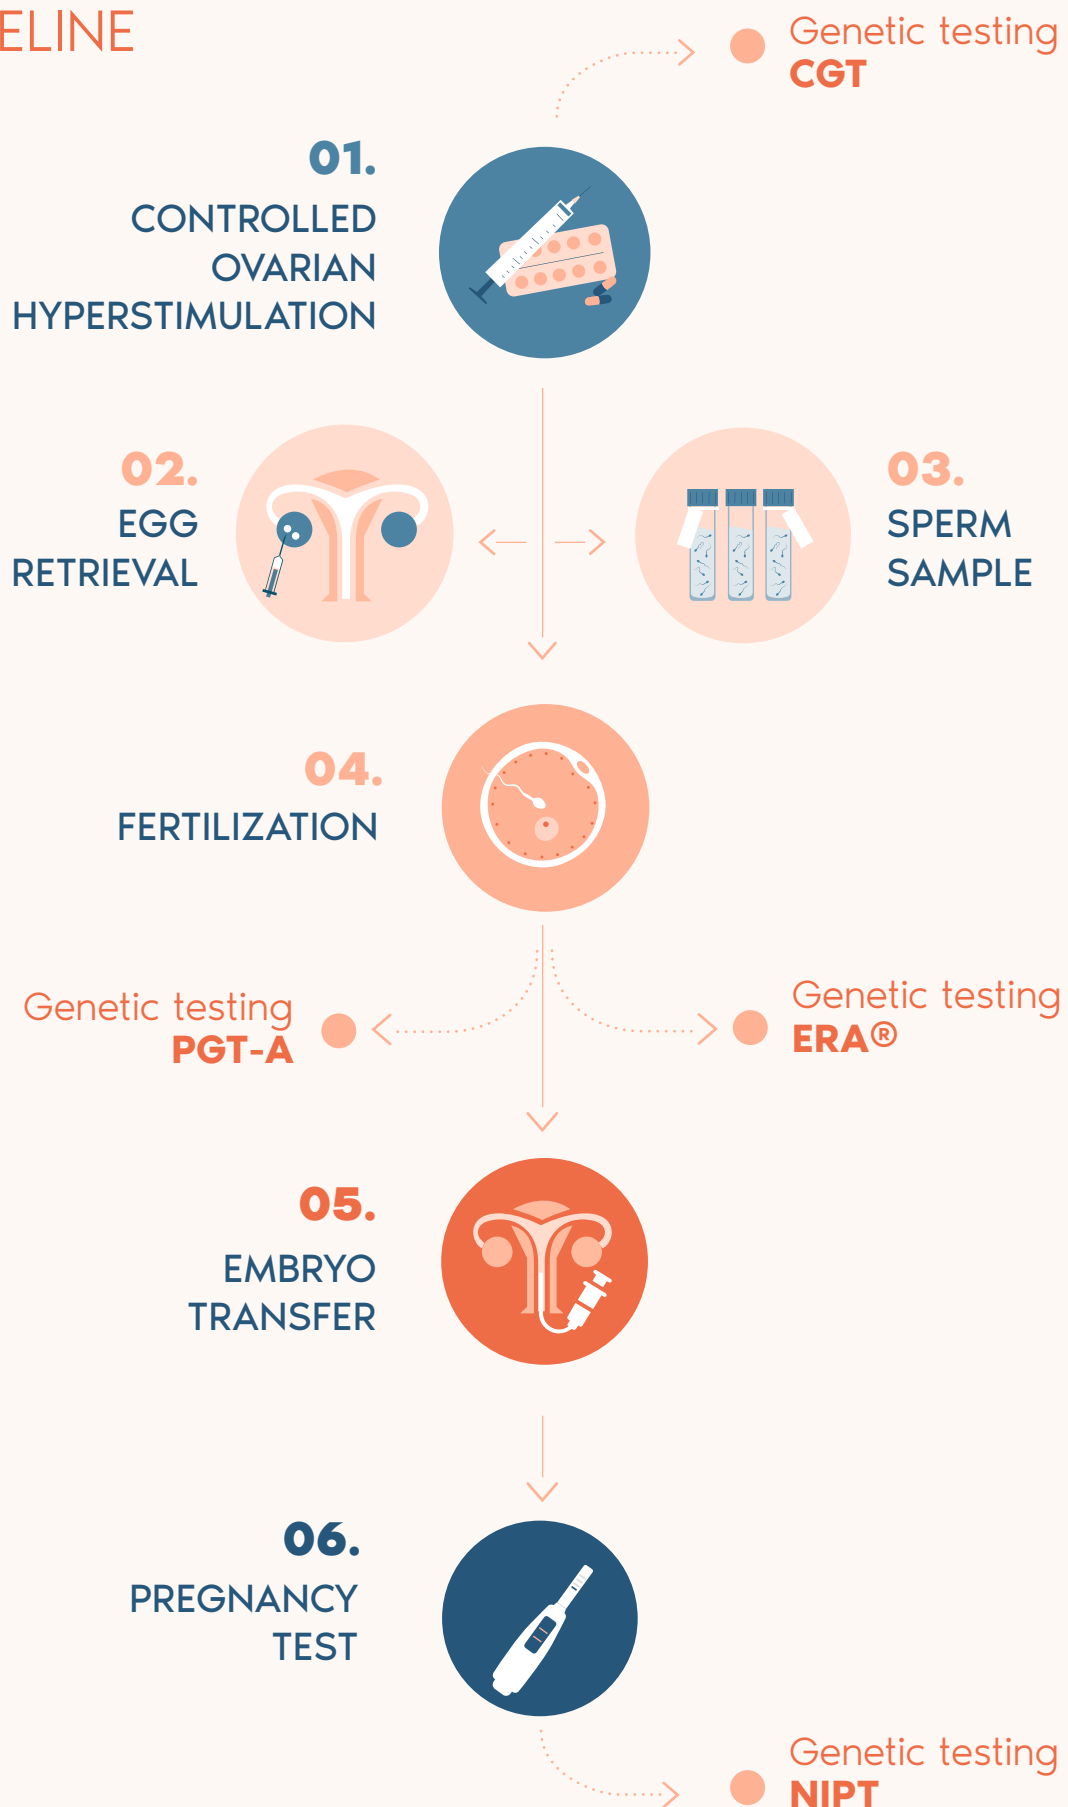 ELINE
Genetic testing
CGT
01.
CONTROLLED
OVARIAN
HYPERSTIMULATION
02.
EGG
RETRIEVAL
03.
SPERM
SAMPLE
04.
FERTILIZATION
Genetic testing
PGT-A
Genetic testing
ERA®
05.
EMBRYO
TRANSFER
06.
PREGNANCY
TEST
Genetic testing
NIPT